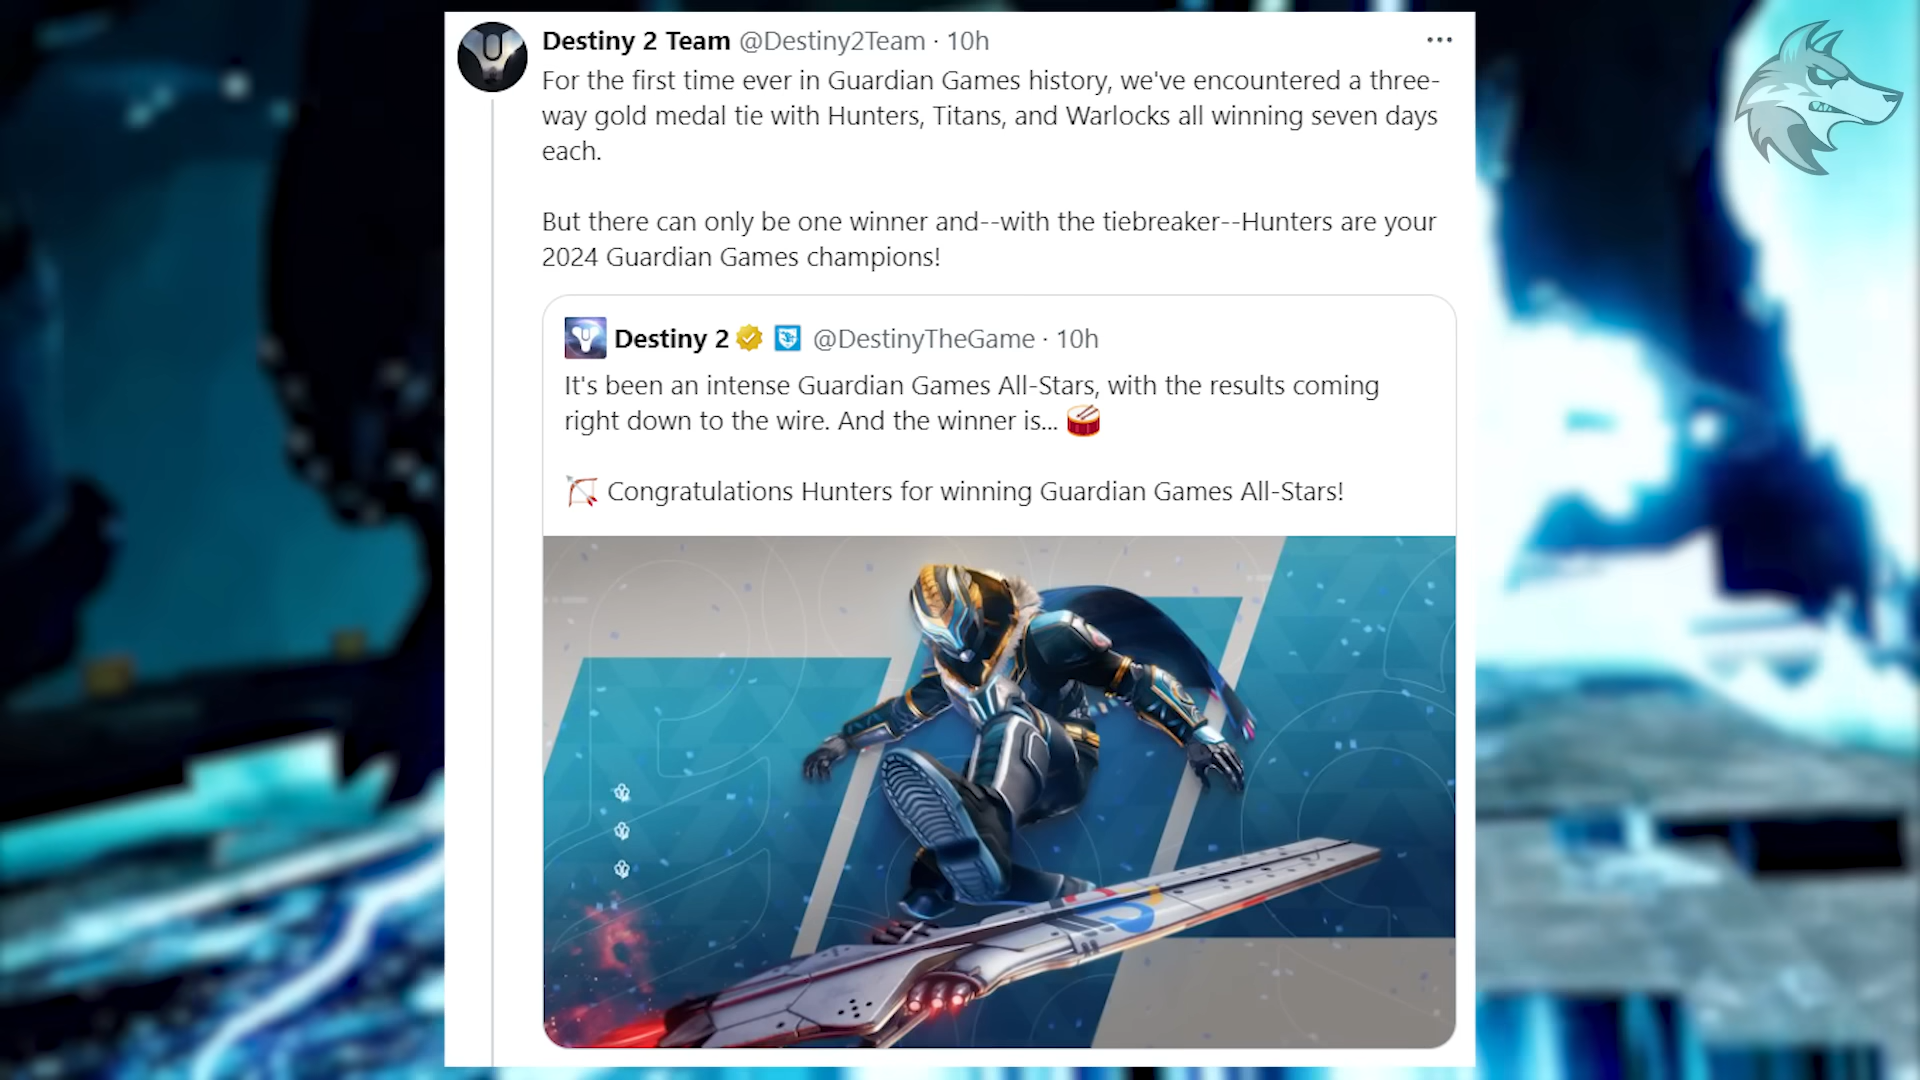 Destiny 2 Team @Destiny2Team · 10h
For the first time ever in Guardian Games history, we've encountered a three-
way gold medal tie with Hunters, Titans, and Warlocks all winning seven days
each.
But there can only be one winner and--with the tiebreaker--Hunters are your
2024 Guardian Games champions!
Destiny 2 @DestinyTheGame · 10h
It's been an intense Guardian Games All-Stars, with the results coming
right down to the wire. And the winner is... 🥁
🏹 Congratulations Hunters for winning Guardian Games All-Stars!